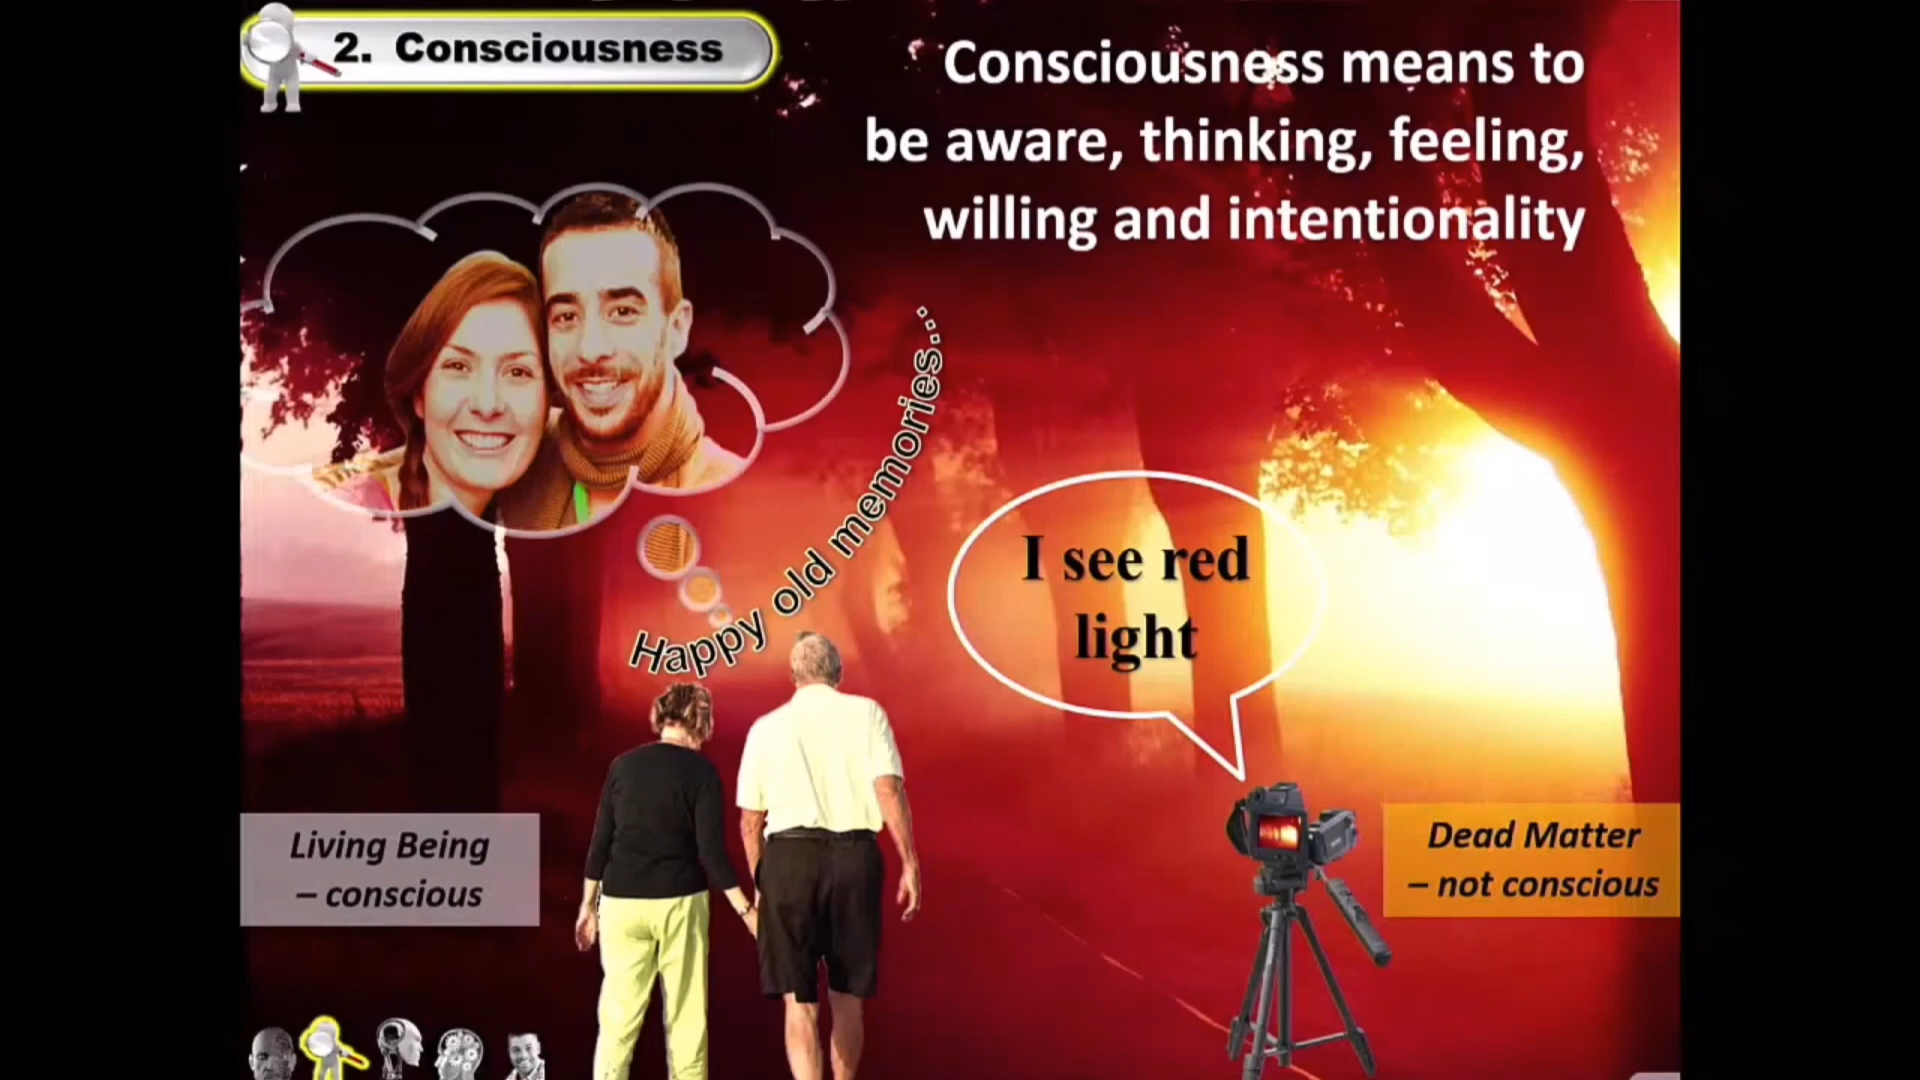 2. Consciousness
Consciousness means to
be aware, thinking, feeling,
willing and intentionality
Happy old memories...
I see red
light
Living Being
– conscious
Dead Matter
– not conscious